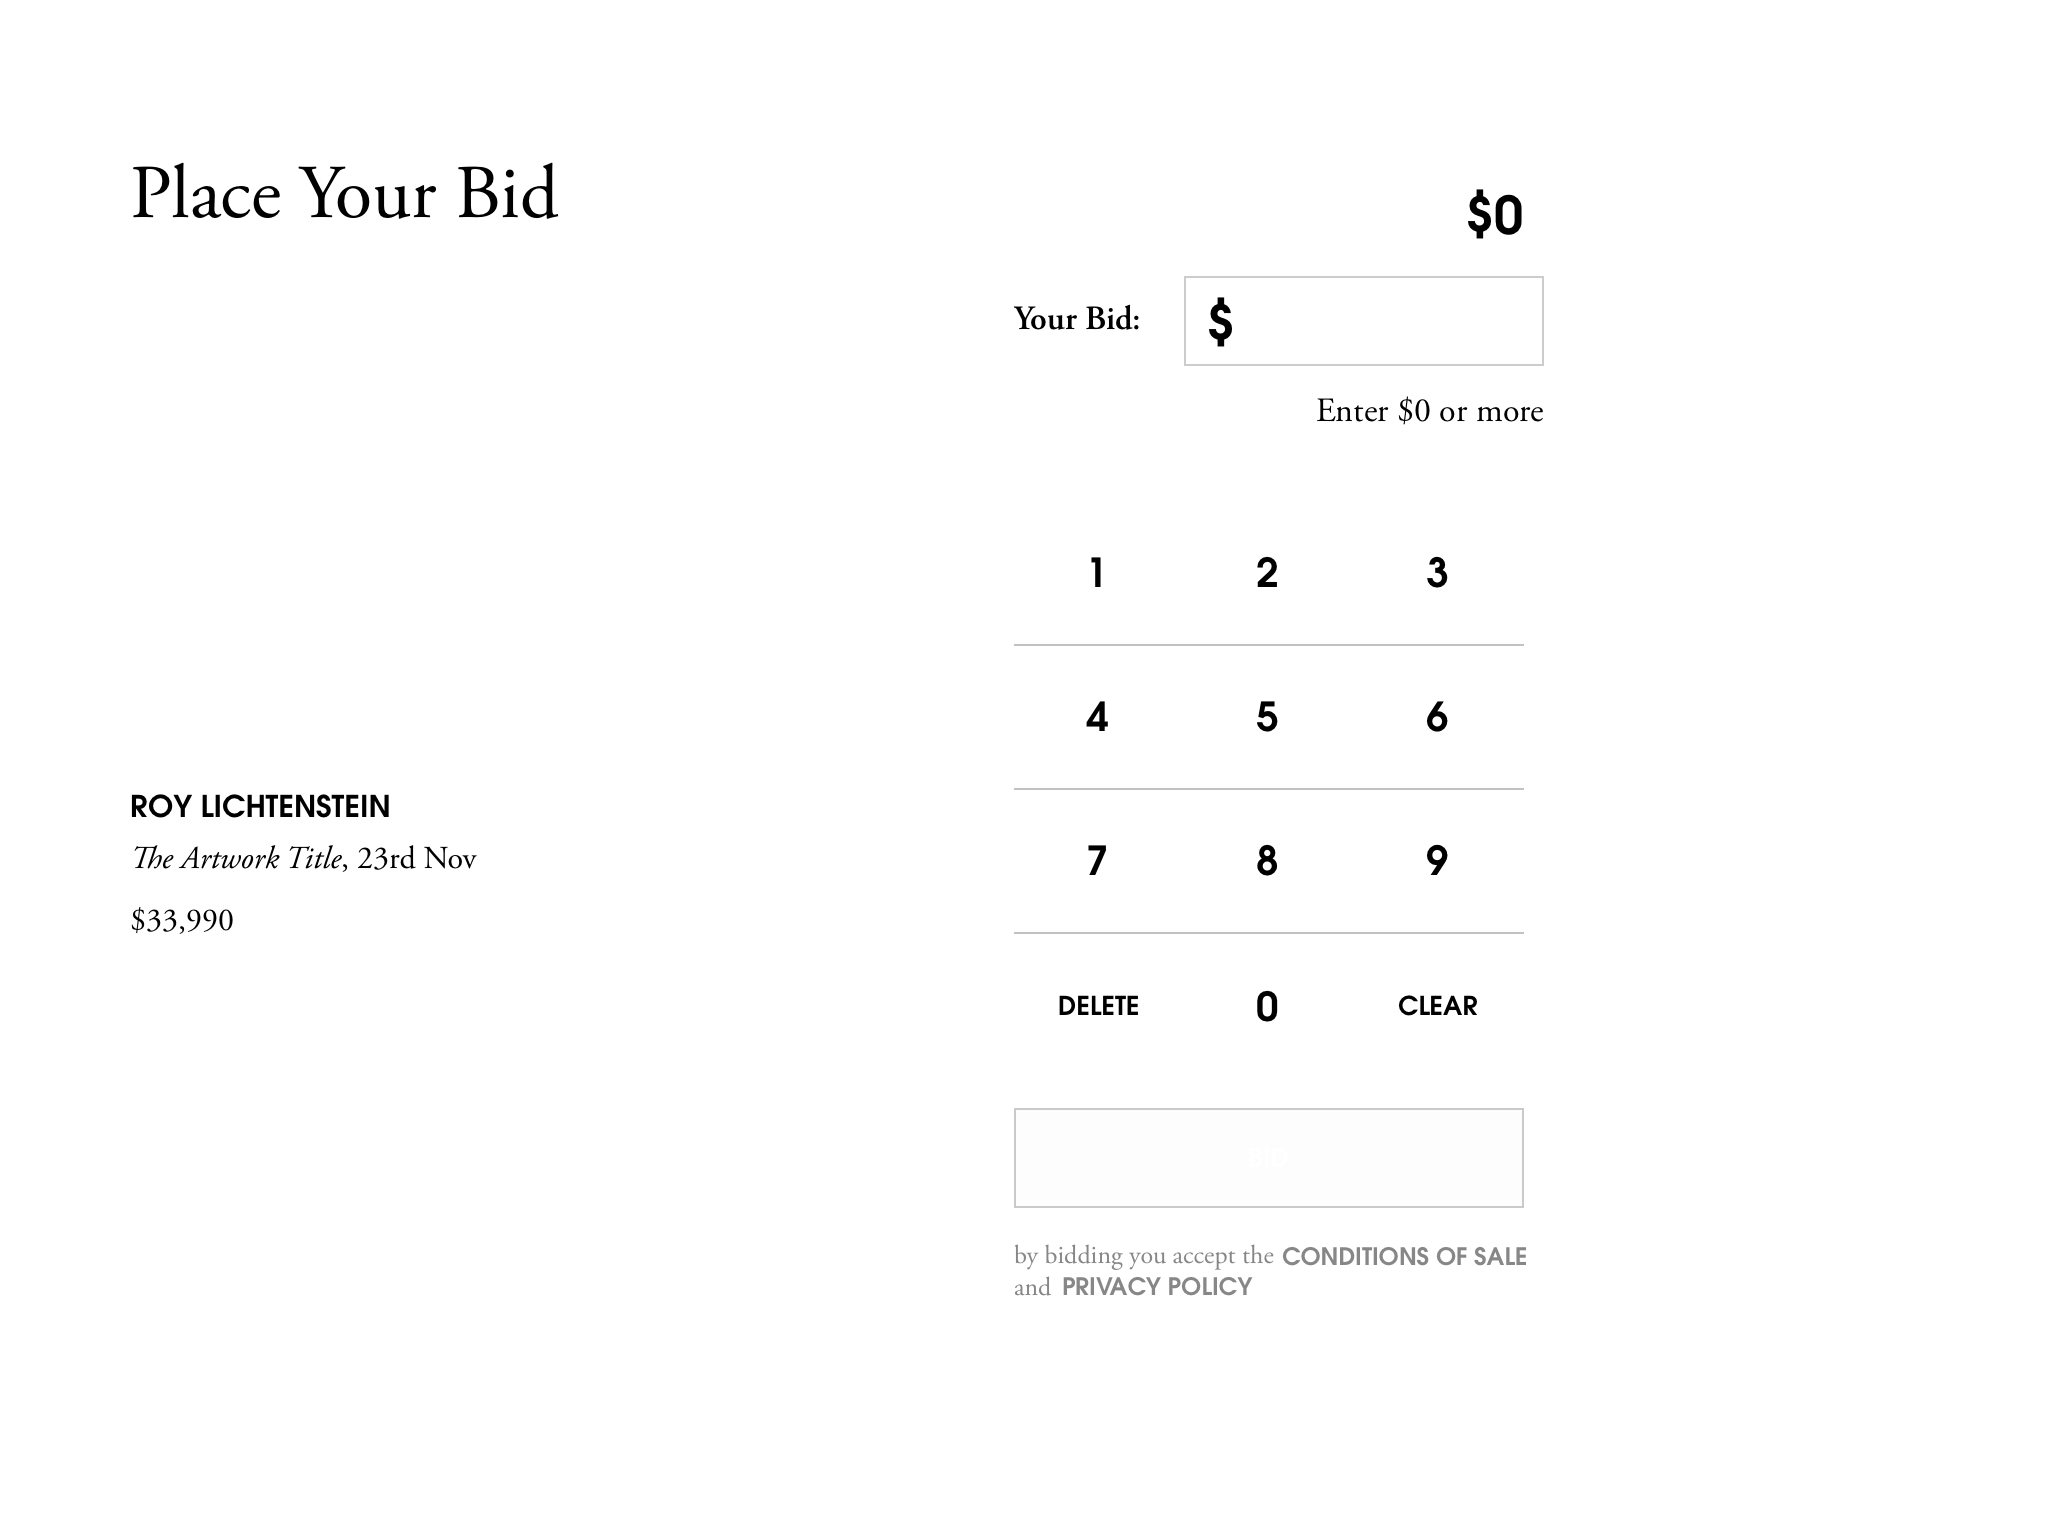 Place Your Bid
$0
Your Bid:
$
Enter $0 or more
1 2 3
4 5 6
7 8 9
DELETE 0 CLEAR
ROY LICHTENSTEIN
The Artwork Title, 23rd Nov
$33,990
by bidding you accept the CONDITIONS OF SALE
and PRIVACY POLICY